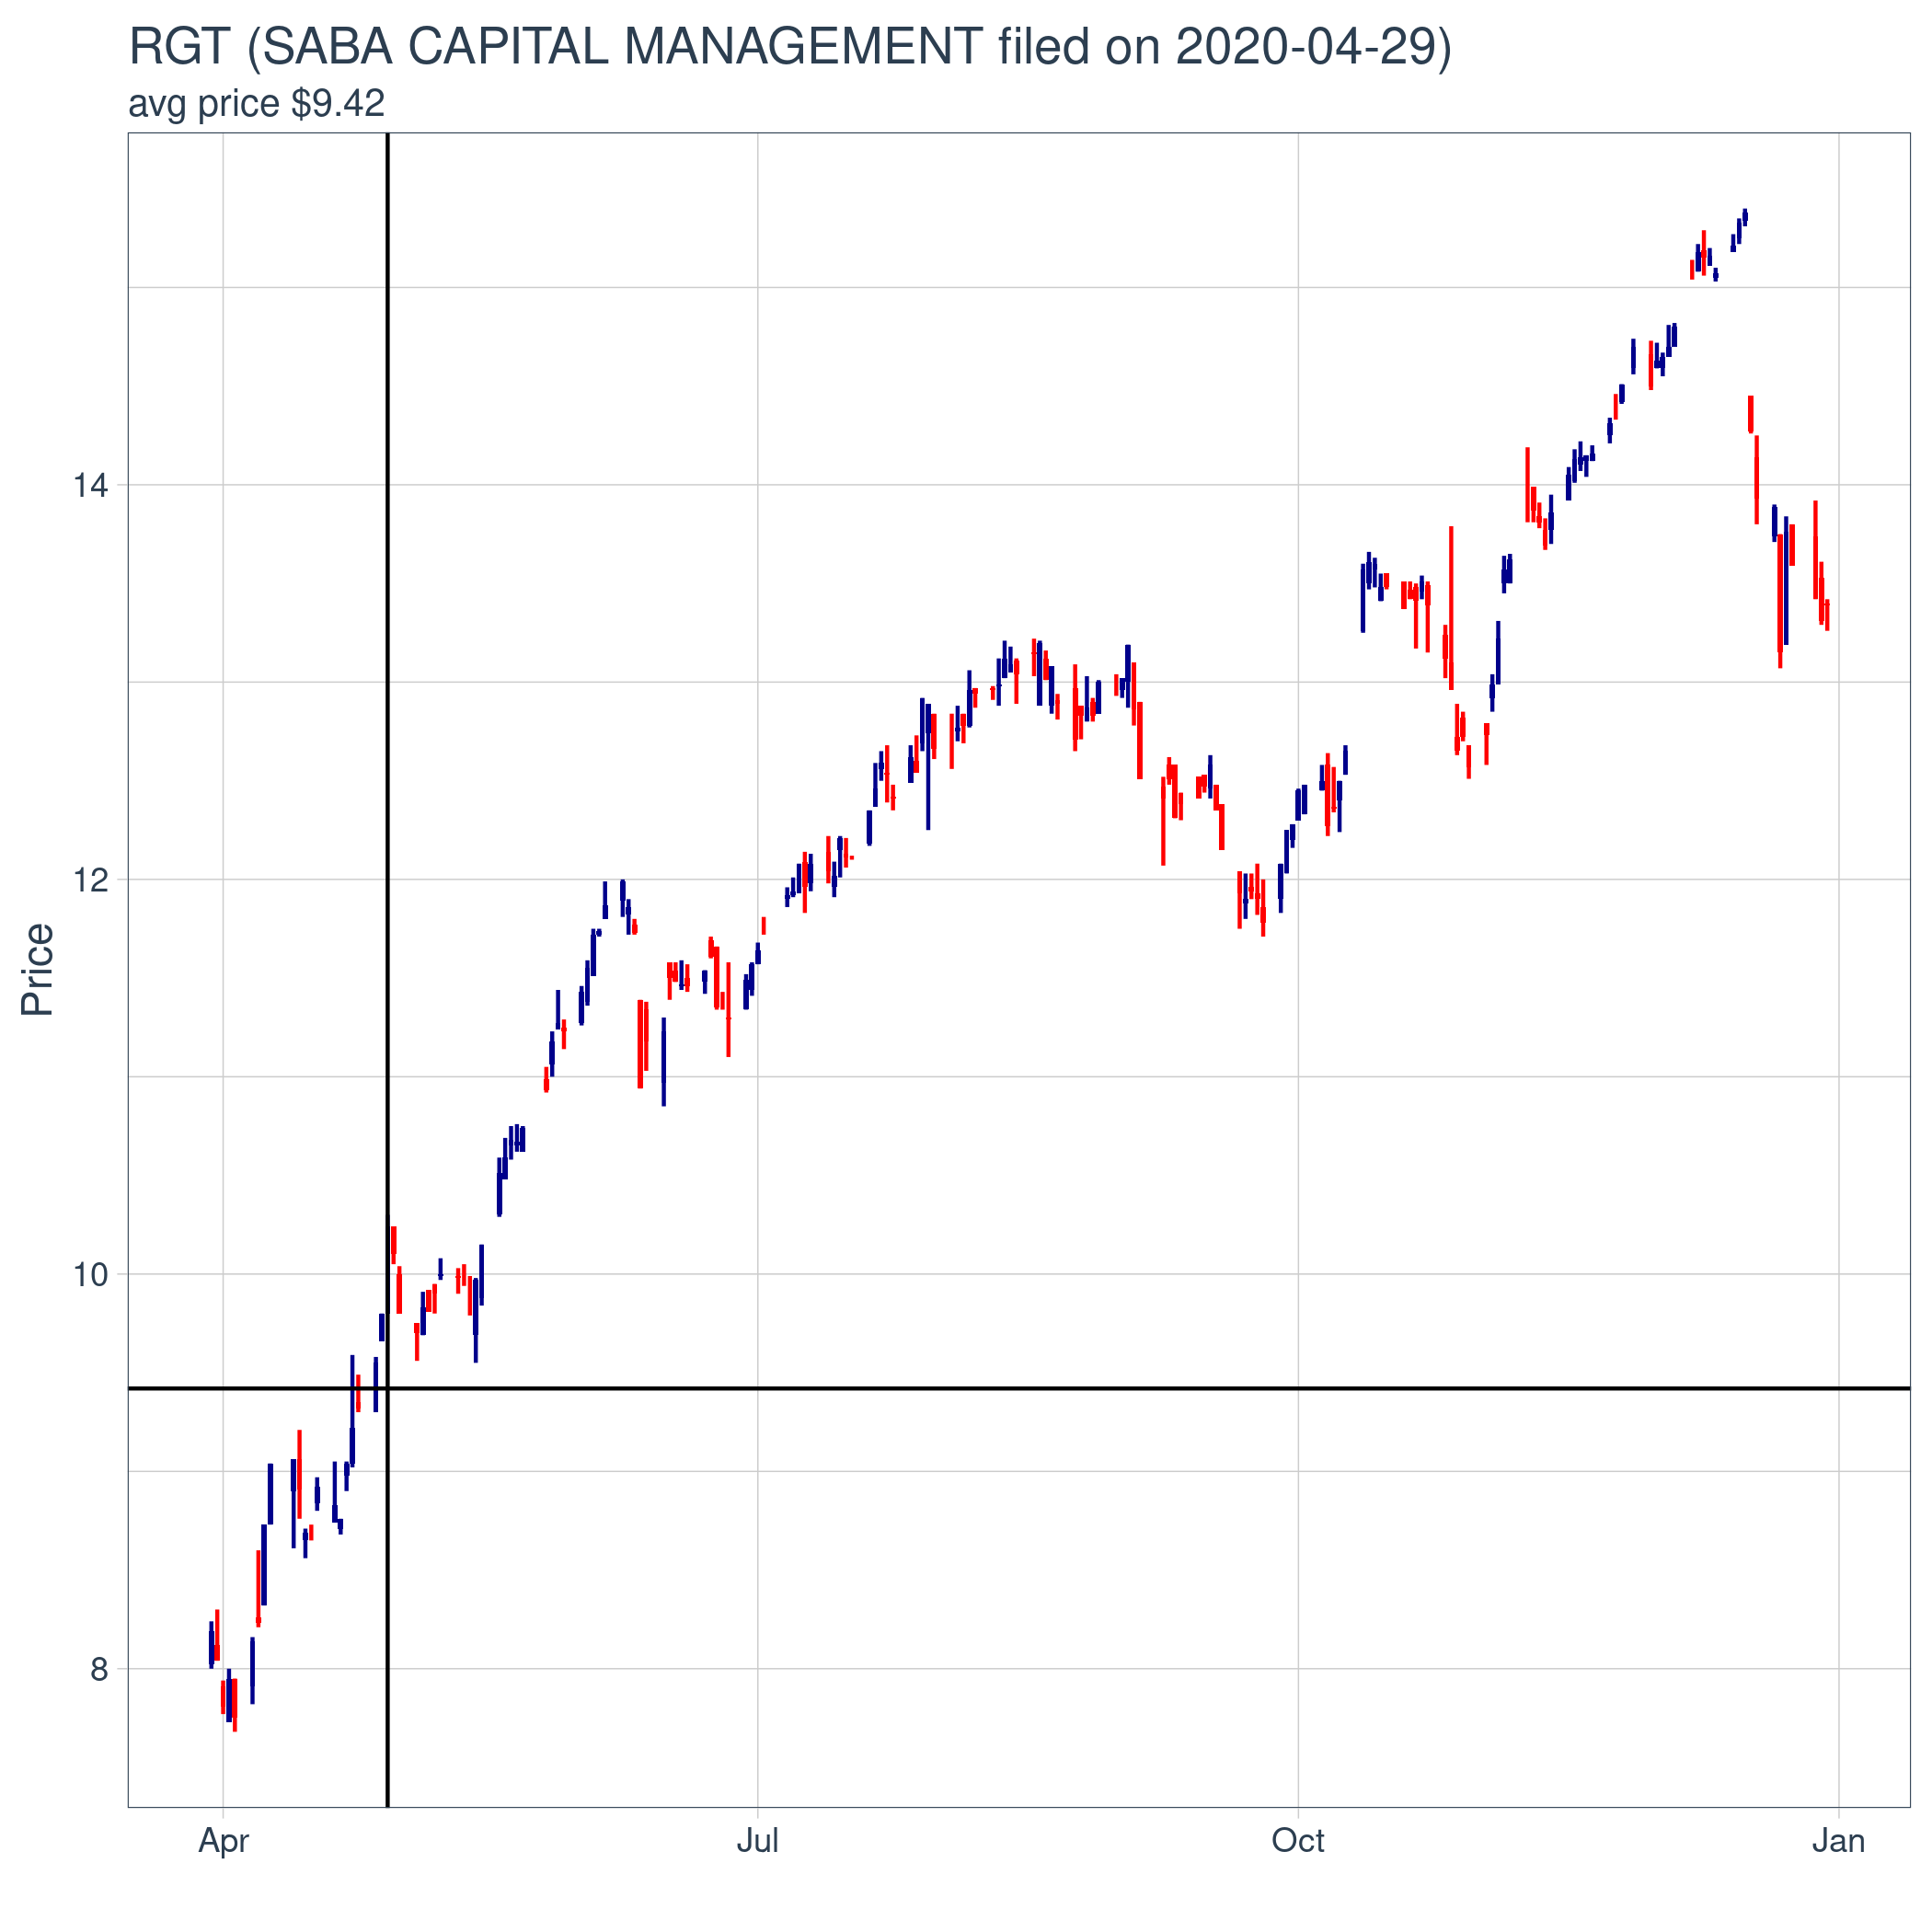 RGT (SABA CAPITAL MANAGEMENT filed on 2020-04-29)
avg price $9.42
14
12
10
8
Price
Apr Jul Oct Jan